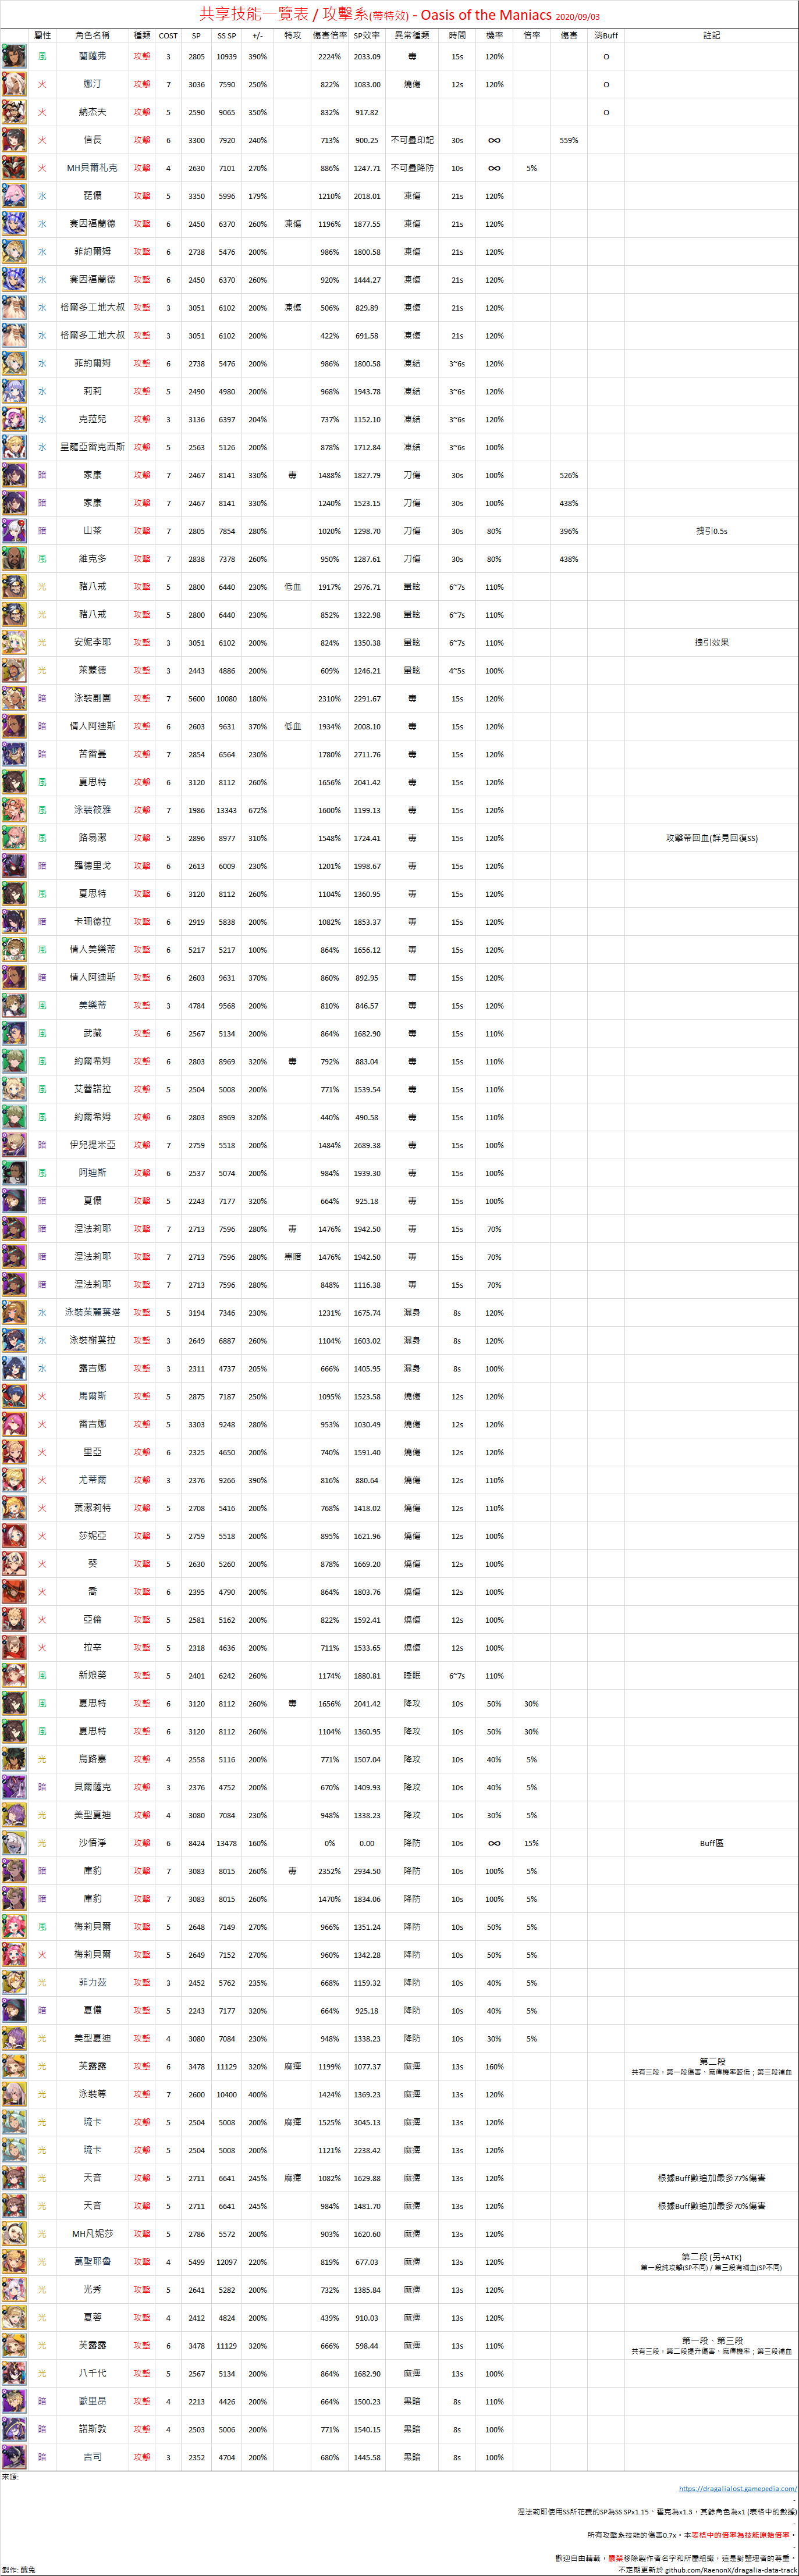 共享技能一覽表 / 攻擊系(帶特效) - Oasis of the Maniacs 2020/09/03
屬性 角色名稱 種類 COST SP SS SP +/- 特攻 傷害倍率 SP效率 異常種類 時間 機率 倍率 傷害 消Buff 註記
風 蘭薩弗 攻擊 3 2805 10939 390% 2224% 2033.09 毒 15s 120% O
火 娜汀 攻擊 7 3036 7590 250% 822% 1083.00 燒傷 12s 120% O
火 納杰夫 攻擊 5 2590 9065 350% 832% 917.82 O
火 信長 攻擊 6 3300 7920 240% 713% 900.25 不可疊印記 30s ∞ 559%
火 MH貝爾札克 攻擊 4 2630 7101 270% 886% 1247.71 不可疊降防 10s ∞ 5%
水 琵儂 攻擊 5 3350 5996 179% 1210% 2018.01 凍傷 21s 120%
水 賽因福蘭德 攻擊 6 2450 6370 260% 凍傷 1196% 1877.55 凍傷 21s 120%
水 菲約爾姆 攻擊 6 2738 5476 200% 986% 1800.58 凍傷 21s 120%
水 賽因福蘭德 攻擊 6 2450 6370 260% 920% 1444.27 凍傷 21s 120%
水 格爾多工地大叔 攻擊 3 3051 6102 200% 凍傷 506% 829.89 凍傷 21s 120%
水 格爾多工地大叔 攻擊 3 3051 6102 200% 422% 691.58 凍傷 21s 120%
水 菲約爾姆 攻擊 6 2738 5476 200% 986% 1800.58 凍結 3~6s 120%
水 莉莉 攻擊 5 2490 4980 200% 968% 1943.78 凍結 3~6s 120%
水 克菈兒 攻擊 3 3136 6397 204% 737% 1152.10 凍結 3~6s 120%
水 星龍亞雷克西斯 攻擊 5 2563 5126 200% 878% 1712.84 凍結 3~6s 100%
暗 家康 攻擊 7 2467 8141 330% 毒 1488% 1827.79 刀傷 30s 100% 526%
暗 家康 攻擊 7 2467 8141 330% 1240% 1523.15 刀傷 30s 100% 438%
暗 山茶 攻擊 7 2805 7854 280% 1020% 1298.70 刀傷 30s 80% 396% 拽引0.5s
風 維克多 攻擊 7 2838 7378 260% 950% 1287.61 刀傷 30s 80% 438%
光 豬八戒 攻擊 5 2800 6440 230% 低血 1917% 2976.71 暈眩 6~7s 110%
光 豬八戒 攻擊 5 2800 6440 230% 852% 1322.98 暈眩 6~7s 110%
光 安妮李耶 攻擊 3 3051 6102 200% 824% 1350.38 暈眩 6~7s 110% 拽引效果
光 萊蒙德 攻擊 3 2443 4886 200% 609% 1246.21 暈眩 4~5s 100%
暗 泳裝副團 攻擊 7 5600 10080 180% 2310% 2291.67 毒 15s 120%
暗 情人阿迪斯 攻擊 6 2603 9631 370% 低血 1934% 2008.10 毒 15s 120%
暗 苦雷曼 攻擊 7 2854 6564 230% 1780% 2711.76 毒 15s 120%
風 夏思特 攻擊 6 3120 8112 260% 1656% 2041.42 毒 15s 120%
風 泳裝筱雅 攻擊 7 1986 13343 672% 1600% 1199.13 毒 15s 120%
風 路易潔 攻擊 5 2896 8977 310% 1548% 1724.41 毒 15s 120% 攻擊帶回血(詳見回復SS)
暗 羅德里戈 攻擊 6 2613 6009 230% 1201% 1998.67 毒 15s 120%
風 夏思特 攻擊 6 3120 8112 260% 1104% 1360.95 毒 15s 120%
暗 卡珊德拉 攻擊 6 2919 5838 200% 1082% 1853.37 毒 15s 120%
風 情人美樂蒂 攻擊 6 5217 5217 100% 864% 1656.12 毒 15s 120%
暗 情人阿迪斯 攻擊 6 2603 9631 370% 860% 892.95 毒 15s 120%
風 美樂蒂 攻擊 3 4784 9568 200% 810% 846.57 毒 15s 120%
風 武藏 攻擊 6 2567 5134 200% 864% 1682.90 毒 15s 110%
風 約爾希姆 攻擊 6 2803 8969 320% 毒 792% 883.04 毒 15s 110%
風 艾蕾諾拉 攻擊 5 2504 5008 200% 771% 1539.54 毒 15s 110%
風 約爾希姆 攻擊 6 2803 8969 320% 440% 490.58 毒 15s 110%
暗 伊兒提米亞 攻擊 7 2759 5518 200% 1484% 2689.38 毒 15s 100%
風 阿迪斯 攻擊 6 2537 5074 200% 984% 1939.30 毒 15s 100%
暗 夏儂 攻擊 5 2243 7177 320% 664% 925.18 毒 15s 100%
暗 涅法莉耶 攻擊 7 2713 7596 280% 毒 1476% 1942.50 毒 15s 70%
暗 涅法莉耶 攻擊 7 2713 7596 280% 黑暗 1476% 1942.50 毒 15s 70%
暗 涅法莉耶 攻擊 7 2713 7596 280% 848% 1116.38 毒 15s 70%
水 泳裝茱麗葉塔 攻擊 5 3194 7346 230% 1231% 1675.74 濕身 8s 120%
水 泳裝榭葉拉 攻擊 3 2649 6887 260% 1104% 1603.02 濕身 8s 120%
水 露吉娜 攻擊 3 2311 4737 205% 666% 1405.95 濕身 8s 100%
火 馬爾斯 攻擊 5 2875 7187 250% 1095% 1523.58 燒傷 12s 120%
火 雷吉娜 攻擊 5 3303 9248 280% 953% 1030.49 燒傷 12s 120%
火 里亞 攻擊 6 2325 4650 200% 740% 1591.40 燒傷 12s 120%
火 尤蒂爾 攻擊 3 2376 9266 390% 816% 880.64 燒傷 12s 110%
火 葉潔莉特 攻擊 5 2708 5416 200% 768% 1418.02 燒傷 12s 110%
火 莎妮亞 攻擊 5 2759 5518 200% 895% 1621.96 燒傷 12s 100%
火 葵 攻擊 5 2630 5260 200% 878% 1669.20 燒傷 12s 100%
火 喬 攻擊 6 2395 4790 200% 864% 1803.76 燒傷 12s 100%
火 亞倫 攻擊 5 2581 5162 200% 822% 1592.41 燒傷 12s 100%
火 拉辛 攻擊 5 2318 4636 200% 711% 1533.65 燒傷 12s 100%
風 新娘葵 攻擊 5 2401 6242 260% 1174% 1880.81 睡眠 6~7s 110%
風 夏思特 攻擊 6 3120 8112 260% 毒 1656% 2041.42 降攻 10s 50% 30%
風 夏思特 攻擊 6 3120 8112 260% 1104% 1360.95 降攻 10s 50% 30%
光 烏路嘉 攻擊 4 2558 5116 200% 771% 1507.04 降攻 10s 40% 5%
暗 貝爾薩克 攻擊 3 2376 4752 200% 670% 1409.93 降攻 10s 40% 5%
光 美型夏迪 攻擊 4 3080 7084 230% 948% 1338.23 降攻 10s 30% 5%
光 沙悟淨 攻擊 6 8424 13478 160% 0% 0.00 降防 10s ∞ 15% Buff區
暗 庫豹 攻擊 7 3083 8015 260% 毒 2352% 2934.50 降防 10s 100% 5%
暗 庫豹 攻擊 7 3083 8015 260% 1470% 1834.06 降防 10s 100% 5%
風 梅莉貝爾 攻擊 5 2648 7149 270% 966% 1351.24 降防 10s 50% 5%
火 梅莉貝爾 攻擊 5 2649 7152 270% 960% 1342.28 降防 10s 50% 5%
光 菲力茲 攻擊 3 2452 5762 235% 668% 1159.32 降防 10s 40% 5%
暗 夏儂 攻擊 5 2243 7177 320% 664% 925.18 降防 10s 40% 5%
光 美型夏迪 攻擊 4 3080 7084 230% 948% 1338.23 降防 10s 30% 5%
光 芙露露 攻擊 6 3478 11129 320% 麻痺 1199% 1077.37 麻痺 13s 160% 第二段
共有三段，第一段傷害、麻痺機率較低；第三段補血
光 泳裝尊 攻擊 7 2600 10400 400% 1424% 1369.23 麻痺 13s 120%
光 琉卡 攻擊 5 2504 5008 200% 麻痺 1525% 3045.13 麻痺 13s 120%
光 琉卡 攻擊 5 2504 5008 200% 1121% 2238.42 麻痺 13s 120%
光 天音 攻擊 5 2711 6641 245% 麻痺 1082% 1629.88 麻痺 13s 120% 根據Buff數追加最多77%傷害
光 天音 攻擊 5 2711 6641 245% 984% 1481.70 麻痺 13s 120% 根據Buff數追加最多70%傷害
光 MH凡妮莎 攻擊 5 2786 5572 200% 903% 1620.60 麻痺 13s 120%
光 萬聖耶魯 攻擊 4 5499 12097 220% 819% 677.03 麻痺 13s 120% 第二段 (另+ATK)
第一段純攻擊(SP不同) / 第三段有補血(SP不同)
光 光秀 攻擊 5 2641 5282 200% 732% 1385.84 麻痺 13s 120%
光 夏蓉 攻擊 4 2412 4824 200% 439% 910.03 麻痺 13s 120%
光 芙露露 攻擊 6 3478 11129 320% 666% 598.44 麻痺 13s 110% 第一段、第三段
共有三段，第二段提升傷害、麻痺機率；第三段補血
光 八千代 攻擊 5 2567 5134 200% 864% 1682.90 麻痺 13s 100%
暗 歐里昂 攻擊 4 2213 4426 200% 664% 1500.23 黑暗 8s 110%
暗 諾斯敦 攻擊 4 2503 5006 200% 771% 1540.15 黑暗 8s 100%
暗 吉司 攻擊 3 2352 4704 200% 680% 1445.58 黑暗 8s 100%
來源:
https://dragalialost.gamepedia.com/
-
涅法莉耶使用SS所花費的SP為SS SPx1.15，霍克為x1.3，其餘角色為x1 (表格中的數據)
-
所有攻擊系技能的傷害0.7x，本表格中的倍率為技能原始倍率。
-
歡迎自由轉載，嚴禁移除製作者名字和所屬組織，這是對整理者的尊重。
製作: 餽兔 不定期更新於 github.com/RaenonX/dragalia-data-track